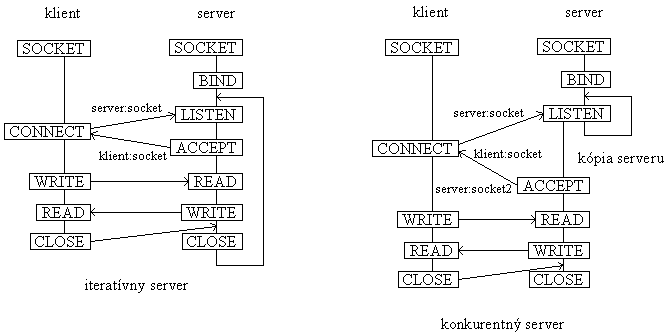 klient
server
SOCKET
SOCKET
BIND
server:socket
LISTEN
CONNECT
klient:socket
ACCEPT
WRITE
READ
READ
WRITE
CLOSE
CLOSE
iteratívny server
klient
server
SOCKET
SOCKET
BIND
server:socket
LISTEN
CONNECT
klient:socket
kópia serveru
server:socket2
ACCEPT
WRITE
READ
READ
WRITE
CLOSE
CLOSE
konkurentný server